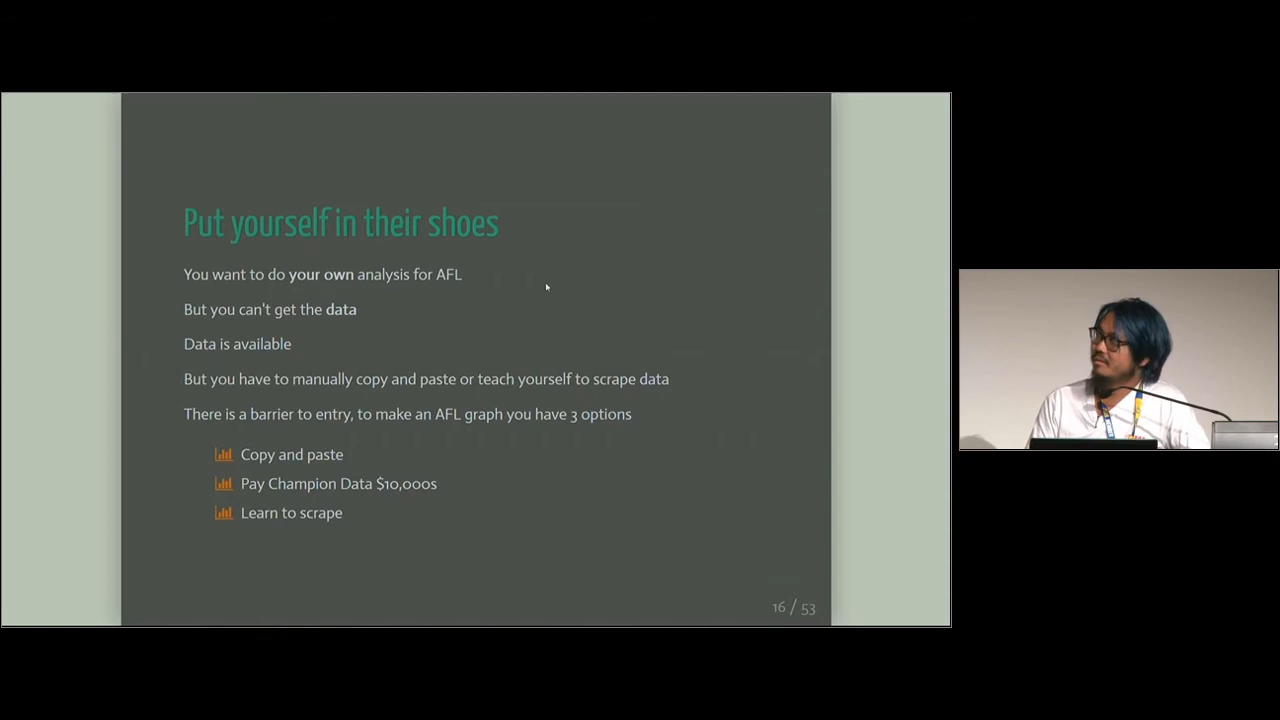 Put yourself in their shoes
You want to do your own analysis for AFL
But you can't get the data
Data is available
But you have to manually copy and paste or teach yourself to scrape data
There is a barrier to entry, to make an AFL graph you have 3 options
Copy and paste
Pay Champion Data $10,000s
Learn to scrape
16 / 53